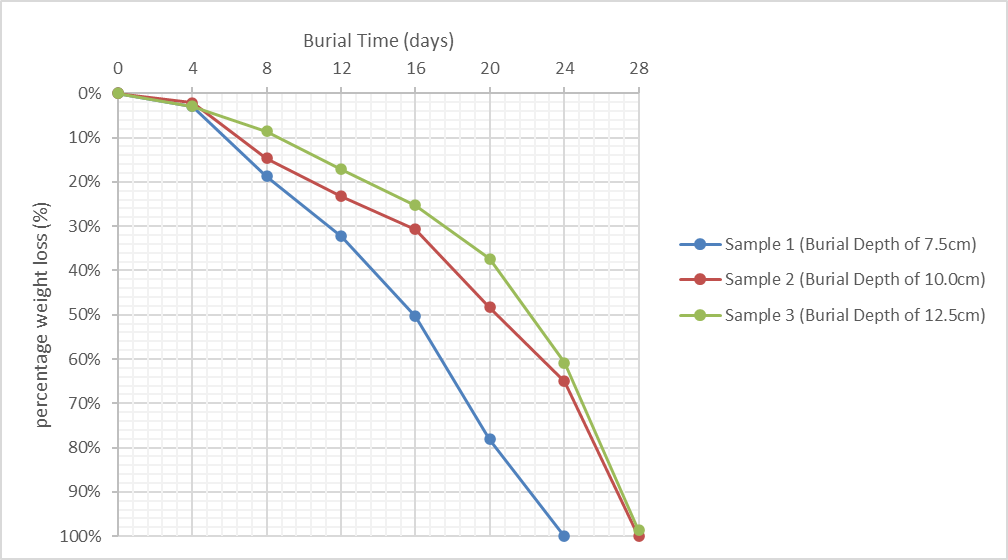 Burial Time (days)
0 4 8 12 16 20 24 28
0%
10%
20%
30%
40%
50%
60%
70%
80%
90%
100%
percentage weight loss (%)
Sample 1 (Burial Depth of 7.5cm)
Sample 2 (Burial Depth of 10.0cm)
Sample 3 (Burial Depth of 12.5cm)